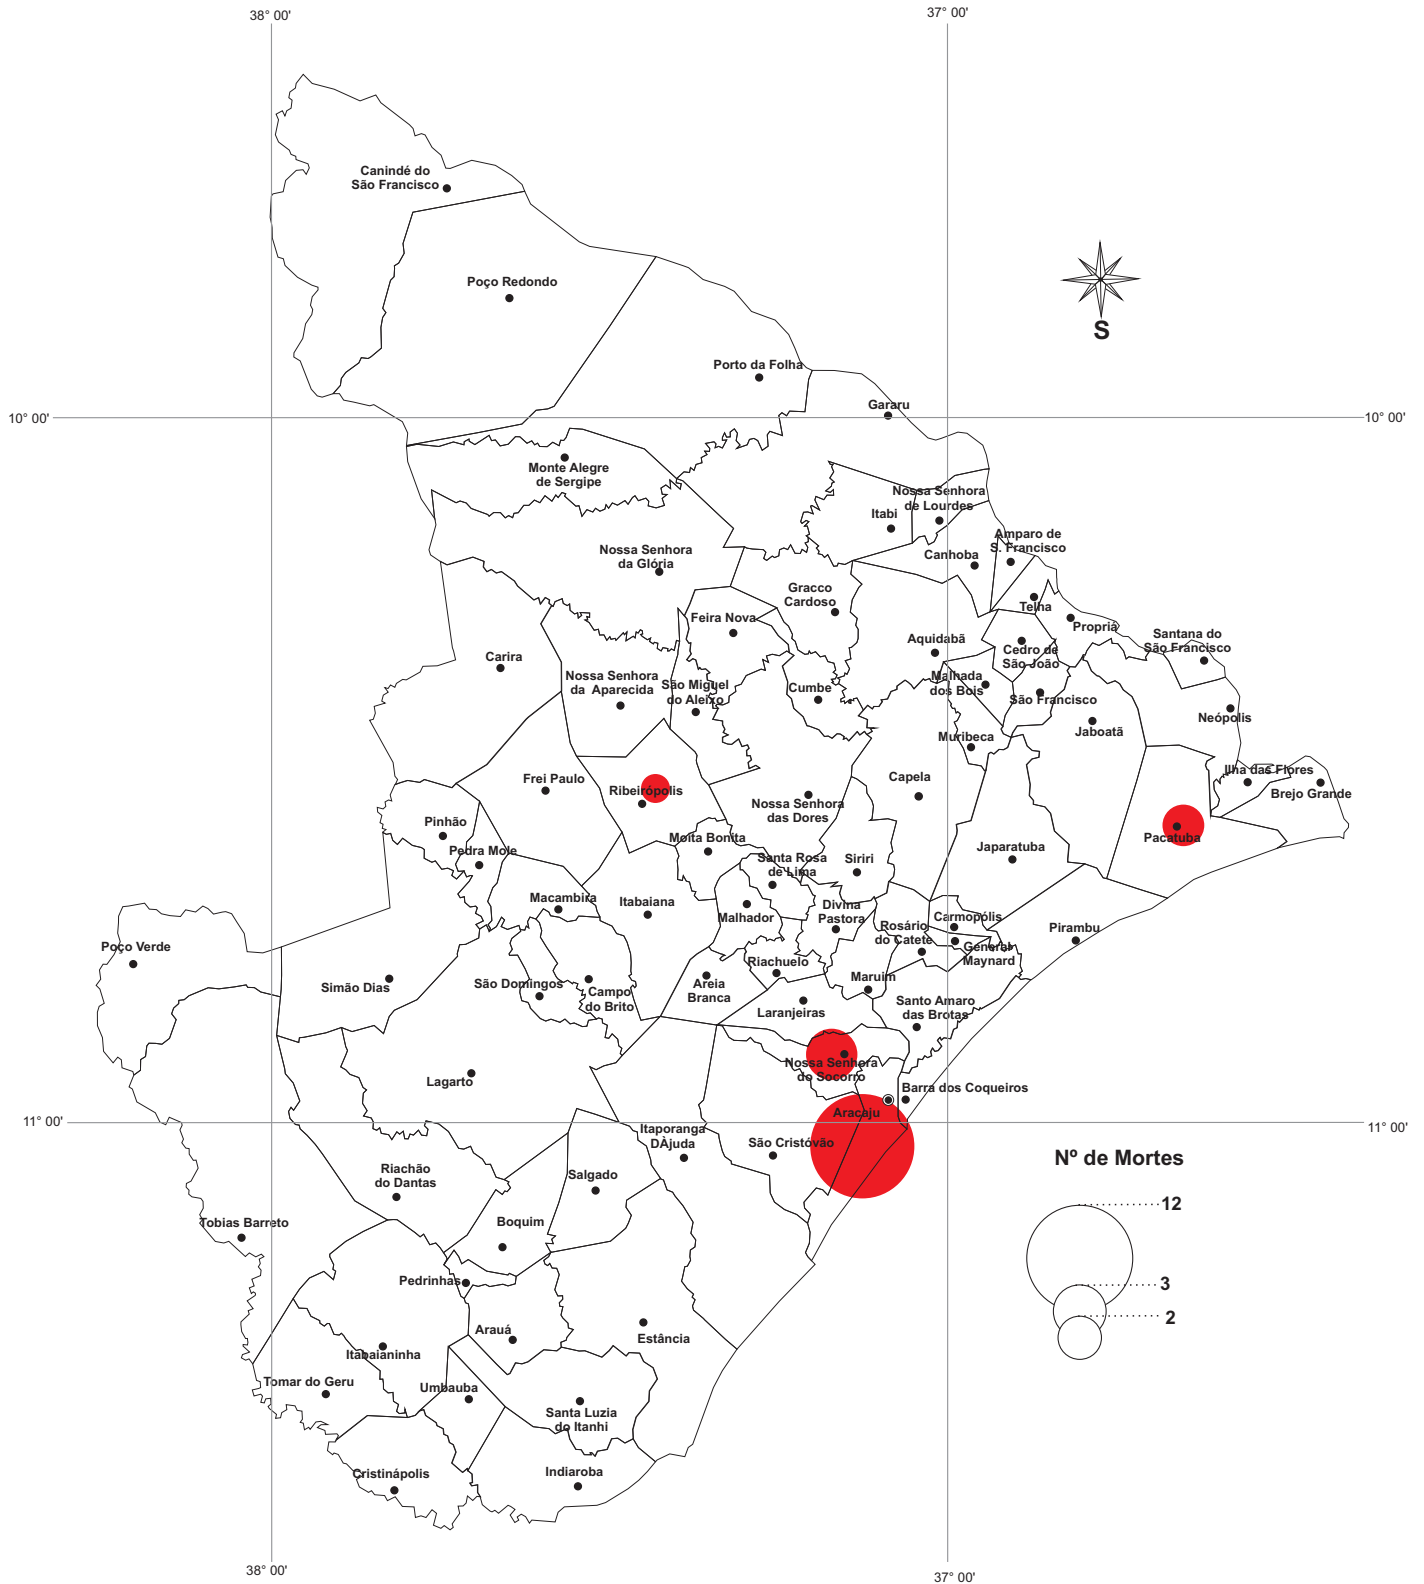 38° 00'
37° 00'
Canindé do
São Francisco
Poço Redondo
S
Porto da Folha
Gararu
10° 00'
10° 00'
Monte Alegre
de Sergipe
Nossa Senhora
de Lourdes
Itabi
Amparo de
S. Francisco
Canhoba
Nossa Senhora
da Glória
Gracco
Cardoso
Telha
Feira Nova
Propriá
Santana do
São Francisco
Aquidabã
Cedro de
São João
Carira
Nossa Senhora
da Aparecida
São Miguel
do Aleixo
Cumbe
Malhada
dos Bois
São Francisco
Neópolis
Jaboatã
Muribeca
Frei Paulo
Ribeirópolis
Capela
Ilha das Flores
Brejo Grande
Nossa Senhora
das Dores
Pinhão
Pedra Mole
Moita Bonita
Pacatuba
Japaratuba
Santa Rosa
de Lima
Siriri
Macambira
Itabaiana
Malhador
Divina
Pastora
Carmopólis
Rosário
do Catete
General
Maynard
Pirambu
Poço Verde
Simão Dias
São Domingos
Campo
do Brito
Areia
Branca
Riachuelo
Maruim
Laranjeiras
Santo Amaro
das Brotas
Nossa Senhora
do Socorro
Lagarto
Barra dos Coqueiros
Aracaju
11° 00'
11° 00'
Itaporanga
DÀjuda
São Cristóvão
Nº de Mortes
12
3
2
Riachão
do Dantas
Salgado
Tobias Barreto
Boquim
Pedrinhas
Arauá
Estância
Itabaianinha
Tomar do Geru
Umbauba
Santa Luzia
do Itanhi
Cristinápolis
Indiaroba
38° 00'
37° 00'